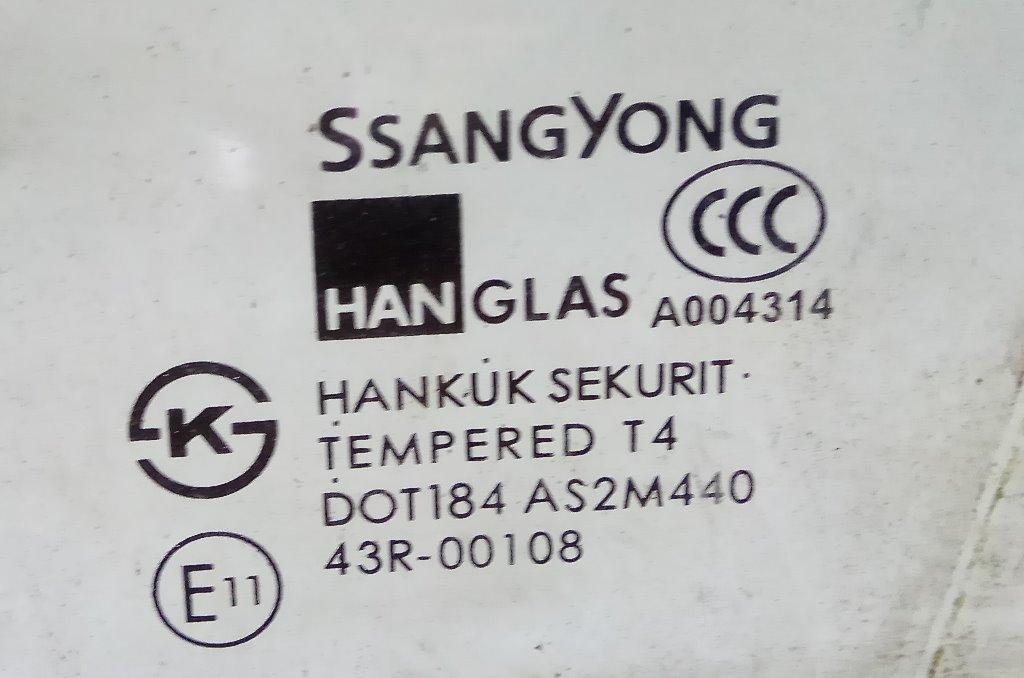 SSANGYONG
CCC
HANGLAS
A004314
K
HANKUK SEKURIT
TEMPERED T4
DOT184 AS2M440
43R-00108
E11